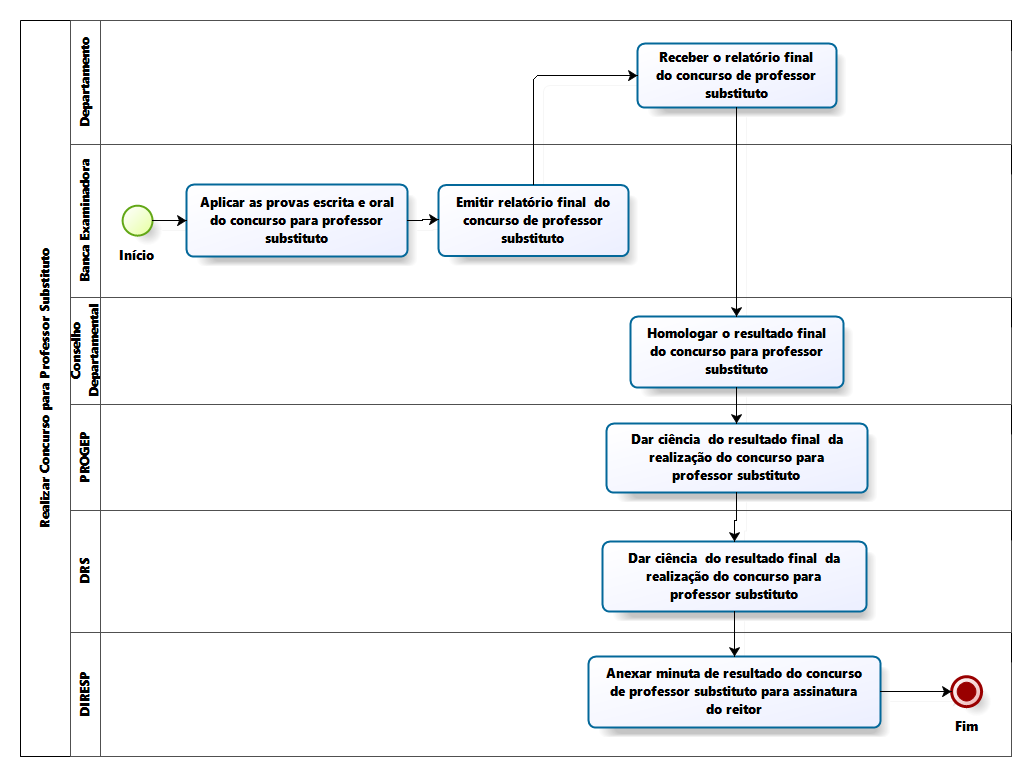 Realizar Concurso para Professor Substituto
Departamento
Receber o relatório final
do concurso de professor
substituto
Banca Examinadora
Início
Aplicar as provas escrita e oral
do concurso para professor
substituto
Emitir relatório final do
concurso de professor
substituto
Conselho
Departamental
Homologar o resultado final
do concurso para professor
substituto
PROGEP
Dar ciência do resultado final da
realização do concurso para
professor substituto
DRS
Dar ciência do resultado final da
realização do concurso para
professor substituto
DIRESP
Anexar minuta de resultado do concurso
de professor substituto para assinatura
do reitor
Fim